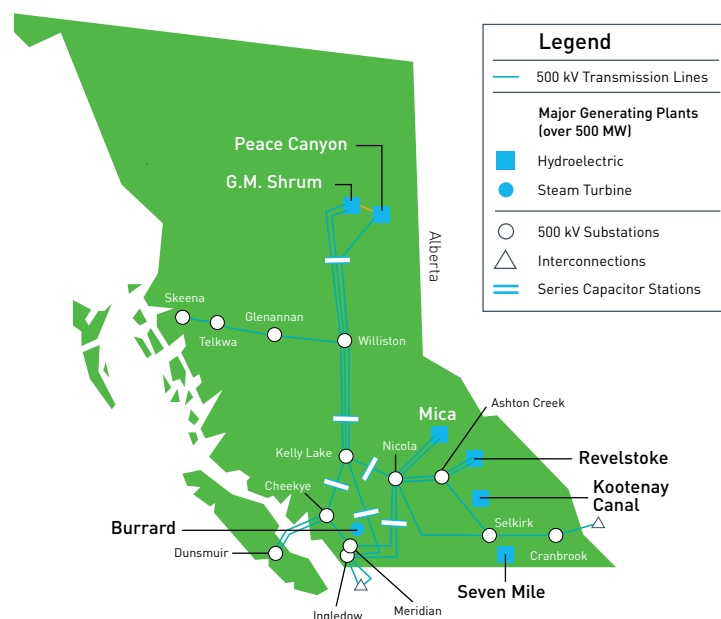 Legend
500 kV Transmission Lines
Major Generating Plants
(over 500 MW)
Hydroelectric
Steam Turbine
500 kV Substations
Interconnections
Series Capacitor Stations
Peace Canyon
G.M. Shrum
Alberta
Skeena
Glenannan
Telkwa
Williston
Ashton Creek
Mica
Nicola
Kelly Lake
Revelstoke
Cheekye
Kootenay
Canal
Burrard
Selkirk
Dunsmuir
Cranbrook
Seven Mile
Meridian
Ingledow